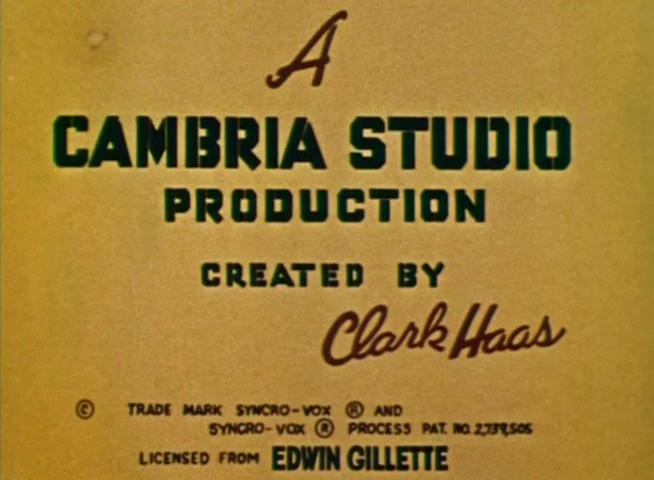 A
CAMBRIA STUDIO
PRODUCTION
CREATED BY
Clark Haas
© TRADE MARK SYNCRO-VOX ® AND
SYNCRO-VOX ® PROCESS PAT. NO. 2,739,505
LICENSED FROM EDWIN GILLETTE